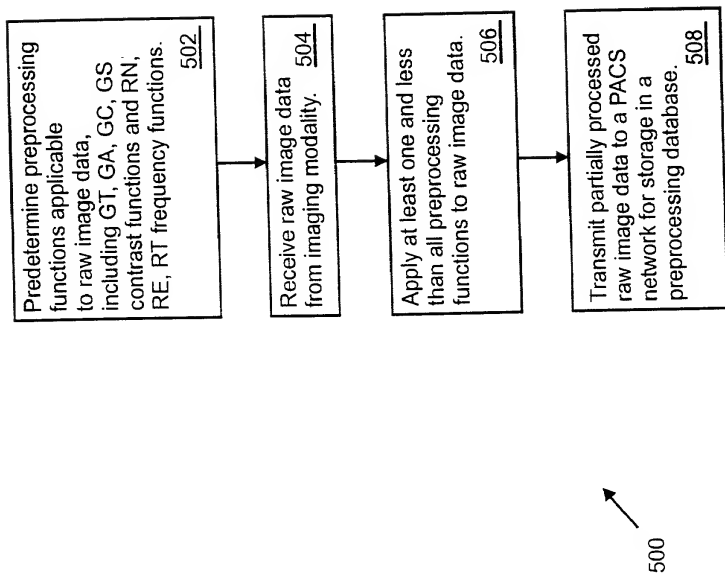 Predetermine preprocessing
functions applicable
to raw image data,
including GT, GA, GC, GS
contrast functions and RN,
RE, RT frequency functions.
502
Receive raw image data
from imaging modality.
504
Apply at least one and less
than all preprocessing
functions to raw image data.
506
Transmit partially processed
raw image data to a PACS
network for storage in a
preprocessing database.
508
500